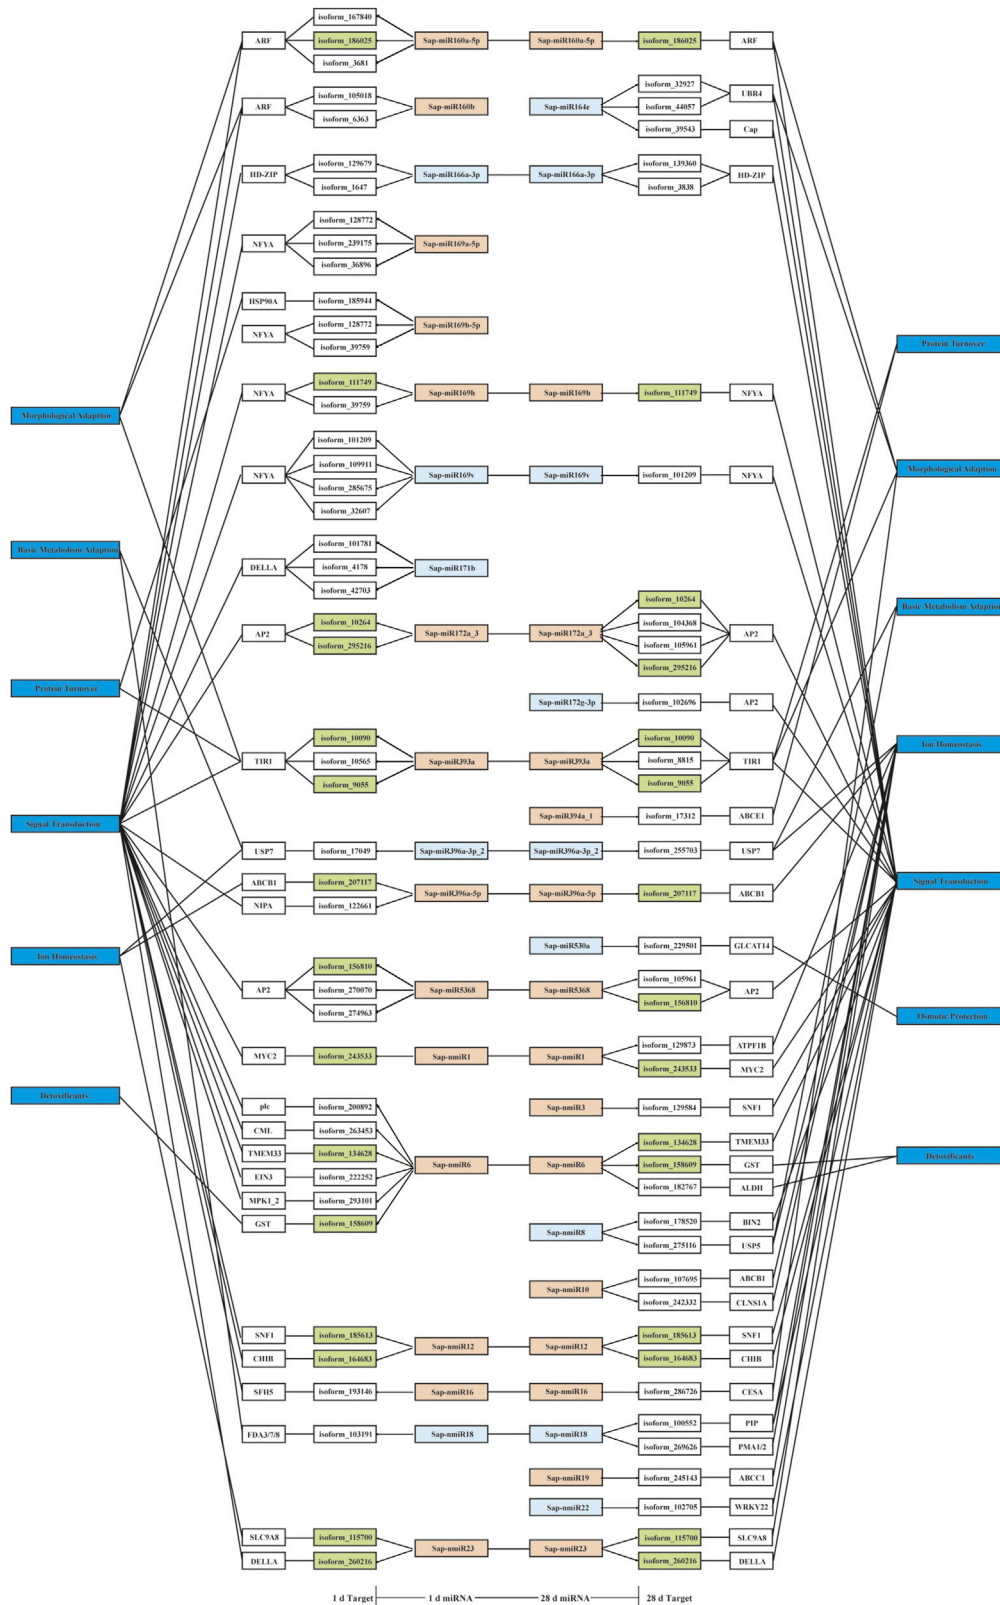 isoform_167840
ARF isoform_186025 Sap-miR160a-5p Sap-miR160a-5p isoform_186025 ARF
isoform_3681
isoform_32927
isoform_105018 UBR4
ARF Sap-miR160b Sap-miR164e isoform_44057
isoform_6363
isoform_39543 Cap
isoform_129679 isoform_139360
HD-ZIP Sap-miR166a-3p Sap-miR166a-3p HD-ZIP
isoform_1647 isoform_3838
isoform_128772
NFYA isoform_239175 Sap-miR169a-5p
isoform_36896
HSP90A isoform_185944
isoform_128772 Sap-miR169b-5p
NFYA
isoform_39759
Protein Turnover
isoform_111749
NFYA Sap-miR169h Sap-miR169h isoform_111749 NFYA
isoform_39759
Morphological Adaption
isoform_101209
isoform_109911
NFYA Sap-miR169v Sap-miR169v isoform_101209 NFYA Morphological Adaption
isoform_285675
isoform_32607
isoform_101781
Basic Metabolism Adaption
DELLA isoform_4178 Sap-miR171b
isoform_42703
isoform_10264 Basic Metabolism Adaption
isoform_10264 isoform_104368
AP2 Sap-miR172a_3 Sap-miR172a_3 AP2
isoform_295216 isoform_105961
isoform_295216
Protein Turnover
Sap-miR172g-3p isoform_102696 AP2
isoform_10090 isoform_10090 Ion Homeostasis
TIR1 isoform_10565 Sap-miR393a Sap-miR393a isoform_8815 TIR1
isoform_9055 isoform_9055
Sap-miR394a_1 isoform_17312 ABCE1
Signal Transduction
USP7 isoform_17049 Sap-miR396a-3p_2 Sap-miR396a-3p_2 isoform_255703 USP7
ABCB1 isoform_207117 Signal Transduction
Sap-miR396a-5p Sap-miR396a-5p isoform_207117 ABCB1
NIPA isoform_122661
Sap-miR530a isoform_229501 GLCAT14
Ion Homeostasis
isoform_156810 isoform_105961
AP2 isoform_270070 Sap-miR5368 Sap-miR5368 AP2
isoform_274963 isoform_156810
Osmotic Protection
isoform_129873 ATPF1B
MYC2 isoform_243533 Sap-nmiR1 Sap-nmiR1
isoform_243533 MYC2
Detoxificants
plc isoform_200892 Sap-nmiR3 isoform_129584 SNF1
CML isoform_263453
TMEM33 isoform_134628 isoform_134628 TMEM33
Sap-nmiR6 Sap-nmiR6 isoform_158609 GST Detoxificants
EIN3 isoform_222252
isoform_182767 ALDH
MPK1_2 isoform_293101
GST isoform_158609 isoform_178520 BIN2
Sap-nmiR8
isoform_275116 USP5
isoform_107695 ABCB1
Sap-nmiR10
isoform_242332 CLNS1A
SNF1 isoform_185613 isoform_185613 SNF1
Sap-nmiR12 Sap-nmiR12
CHIB isoform_164683 isoform_164683 CHIB
SFH5 isoform_193146 Sap-nmiR16 Sap-nmiR16 isoform_286726 CESA
isoform_100552 PIP
FDA3/7/8 isoform_103191 Sap-nmiR18 Sap-nmiR18
isoform_269626 PMA1/2
Sap-nmiR19 isoform_245143 ABCC1
Sap-nmiR22 isoform_102705 WRKY22
SLC9A8 isoform_115700 isoform_115700 SLC9A8
Sap-nmiR23 Sap-nmiR23
DELLA isoform_260216 isoform_260216 DELLA
1 d Target 1 d miRNA 28 d miRNA 28 d Target